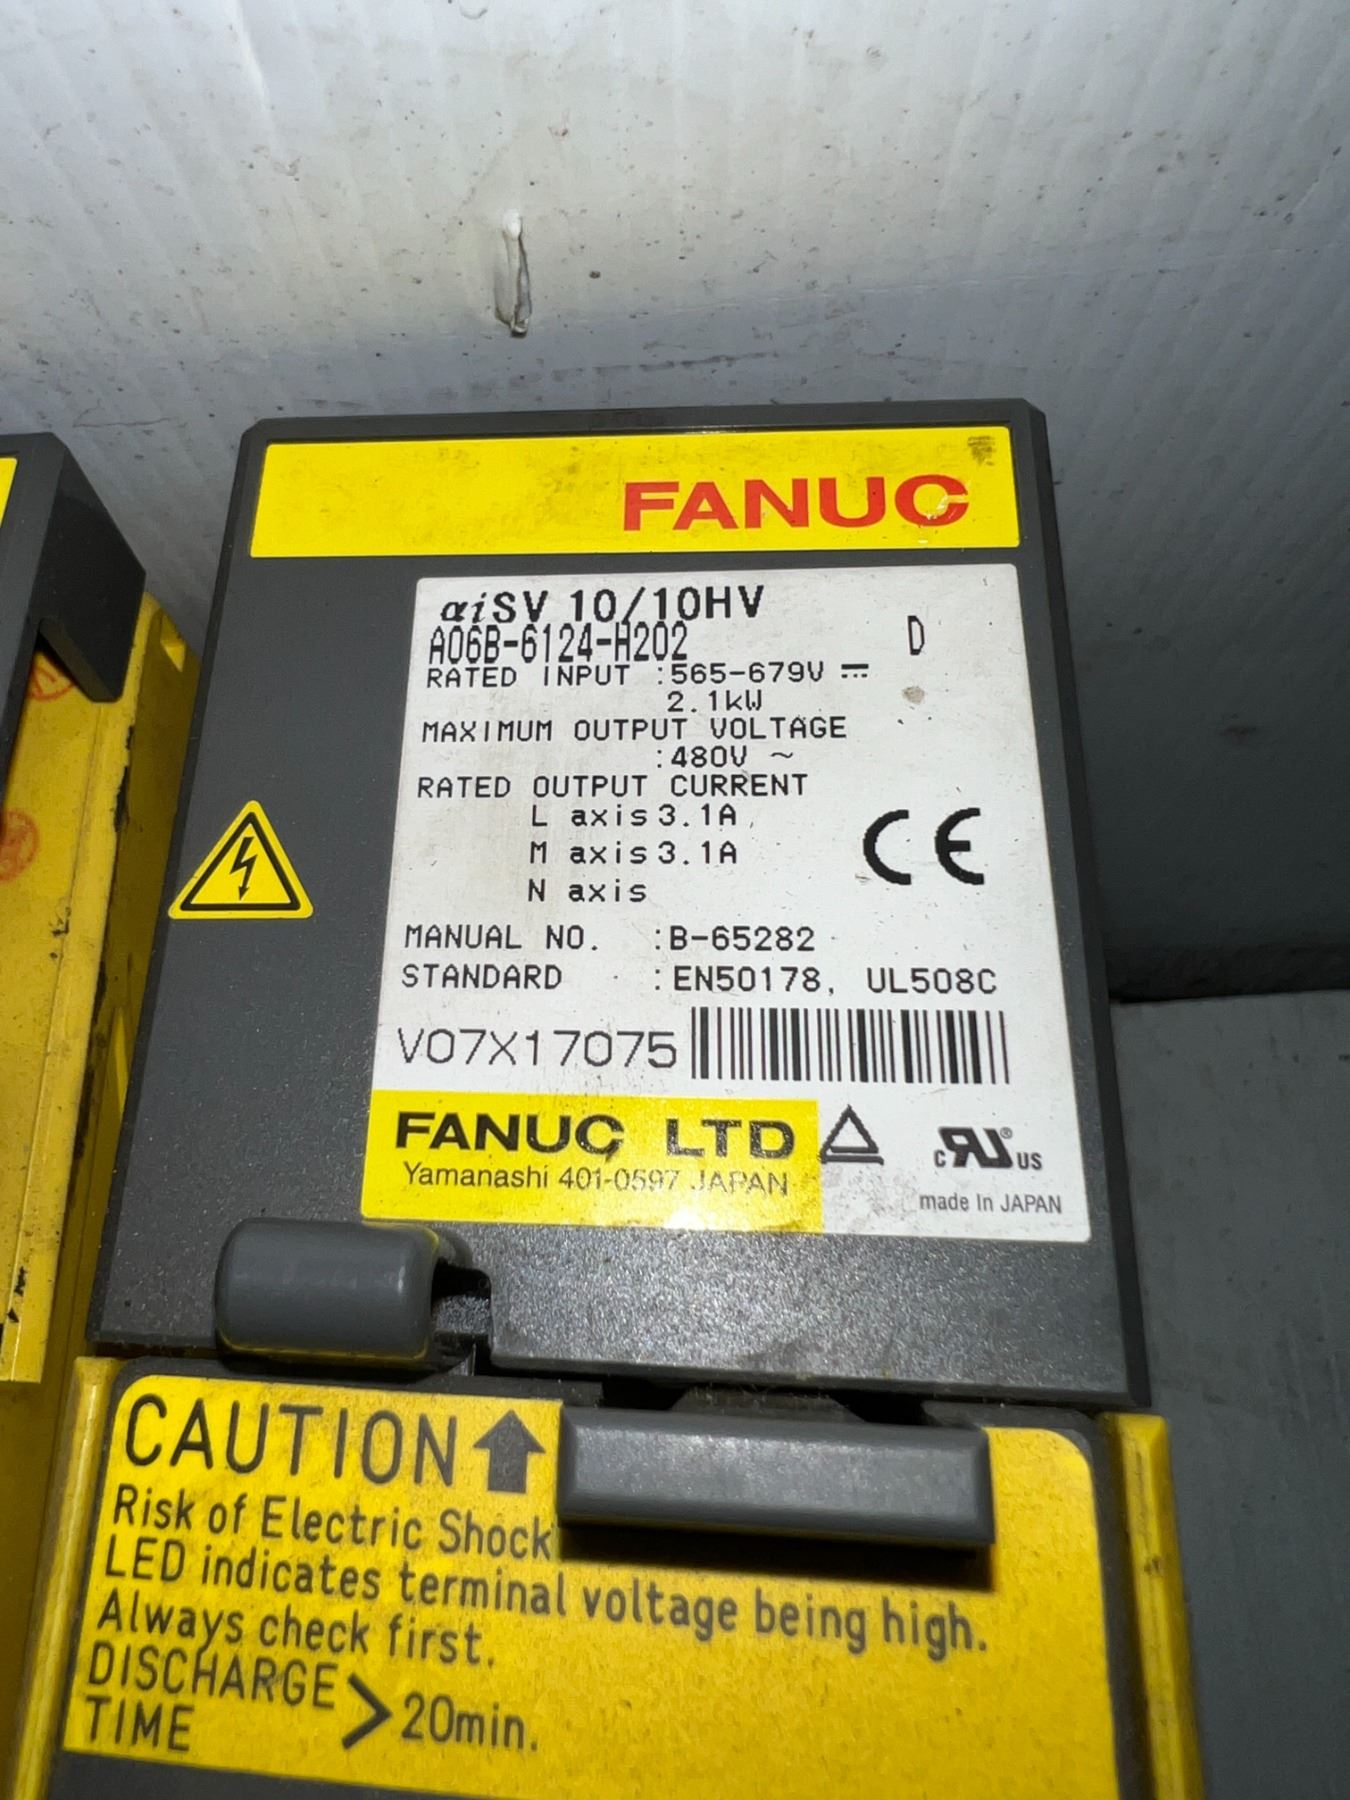 FANUC
αiSV 10/10HV
A06B-6124-H202 D
RATED INPUT :565-679V ⎓
2.1kW
MAXIMUM OUTPUT VOLTAGE
:480V ~
RATED OUTPUT CURRENT
L axis 3.1A
M axis 3.1A
N axis
MANUAL NO. :B-65282
STANDARD :EN50178, UL508C
V07X17075
FANUC LTD
Yamanashi 401-0597 JAPAN
CE
c RU ® US
made in JAPAN
CAUTION
Risk of Electric Shock
LED indicates terminal voltage being high.
Always check first.
DISCHARGE
TIME > 20min.